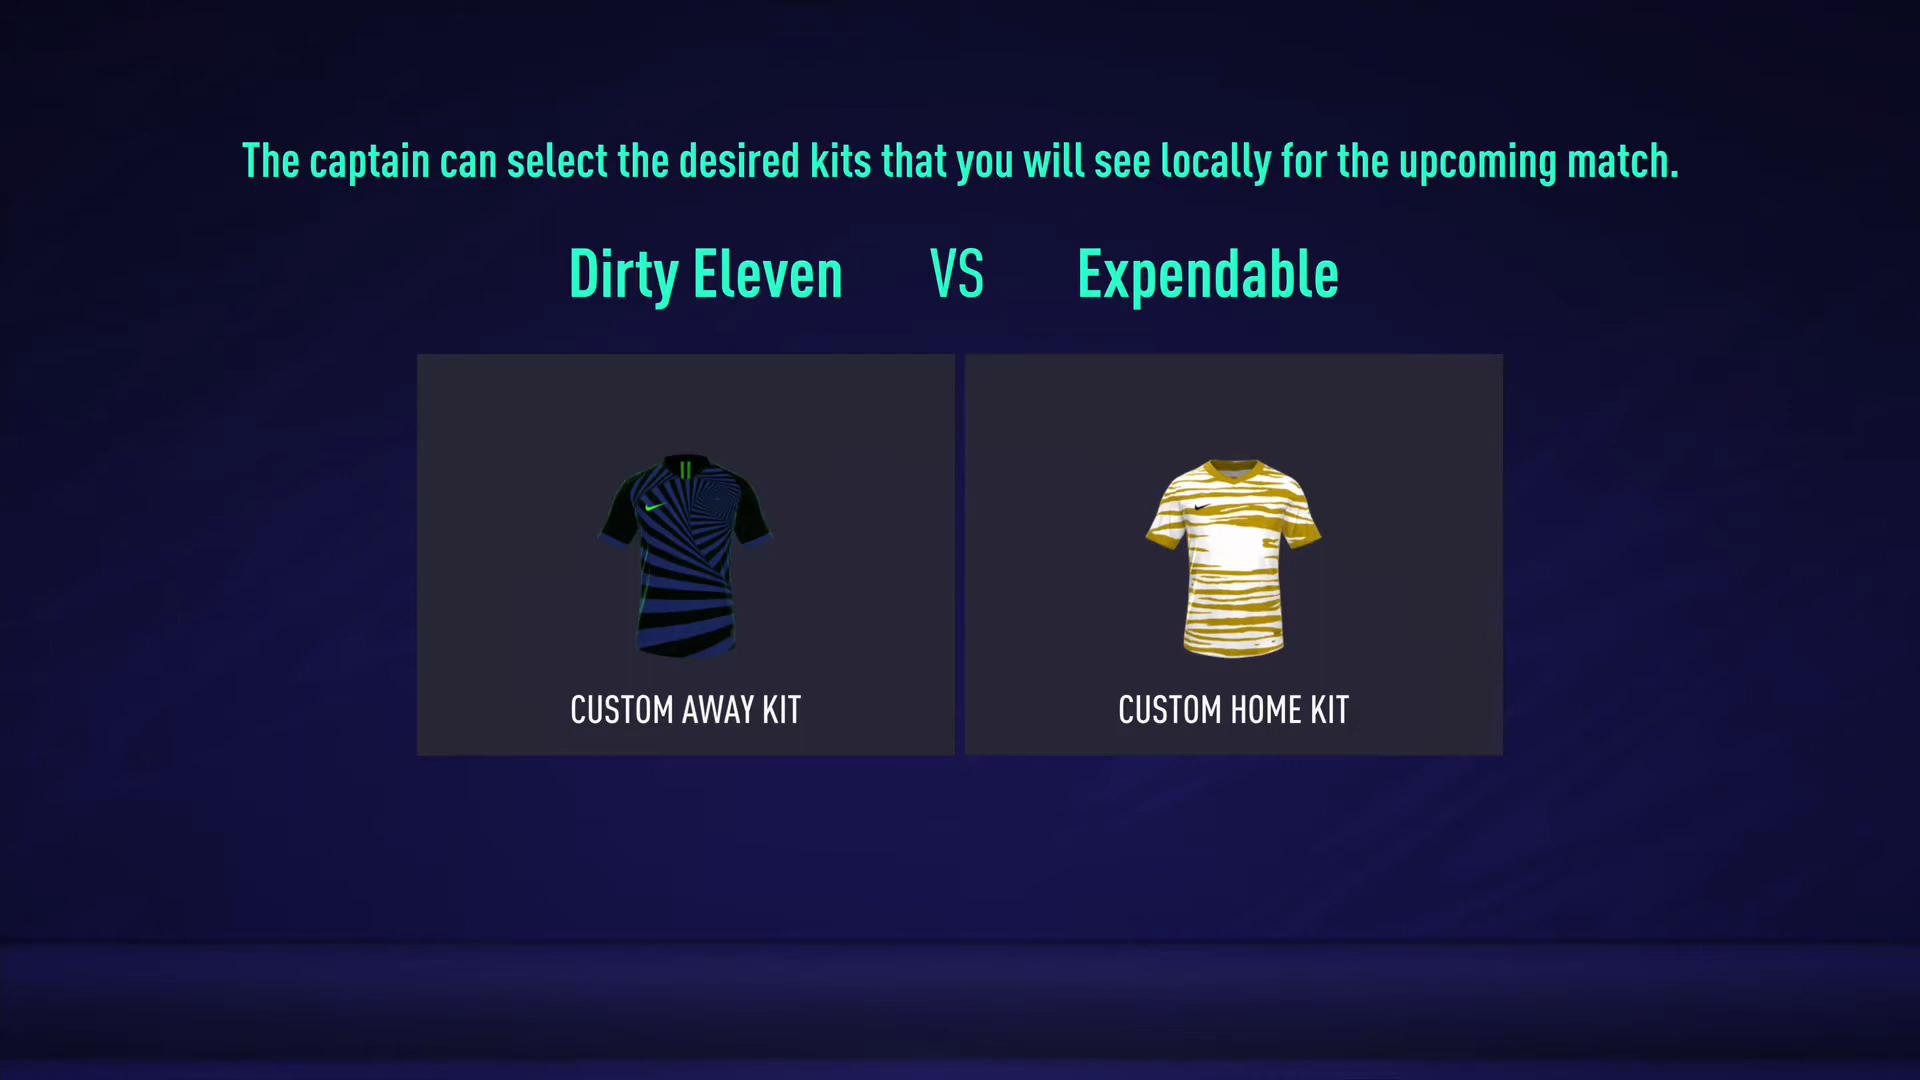 The captain can select the desired kits that you will see locally for the upcoming match.
Dirty Eleven VS Expendable
CUSTOM AWAY KIT
CUSTOM HOME KIT